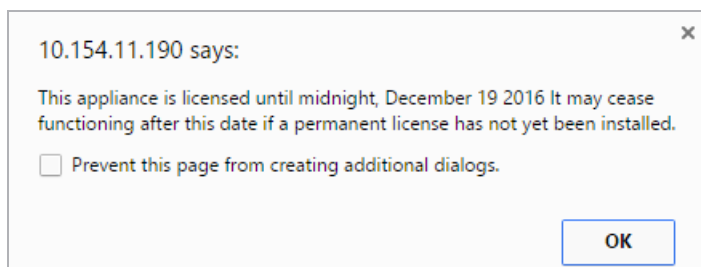 10.154.11.190 says:
This appliance is licensed until midnight, December 19 2016 It may cease
functioning after this date if a permanent license has not yet been installed.
Prevent this page from creating additional dialogs.
OK